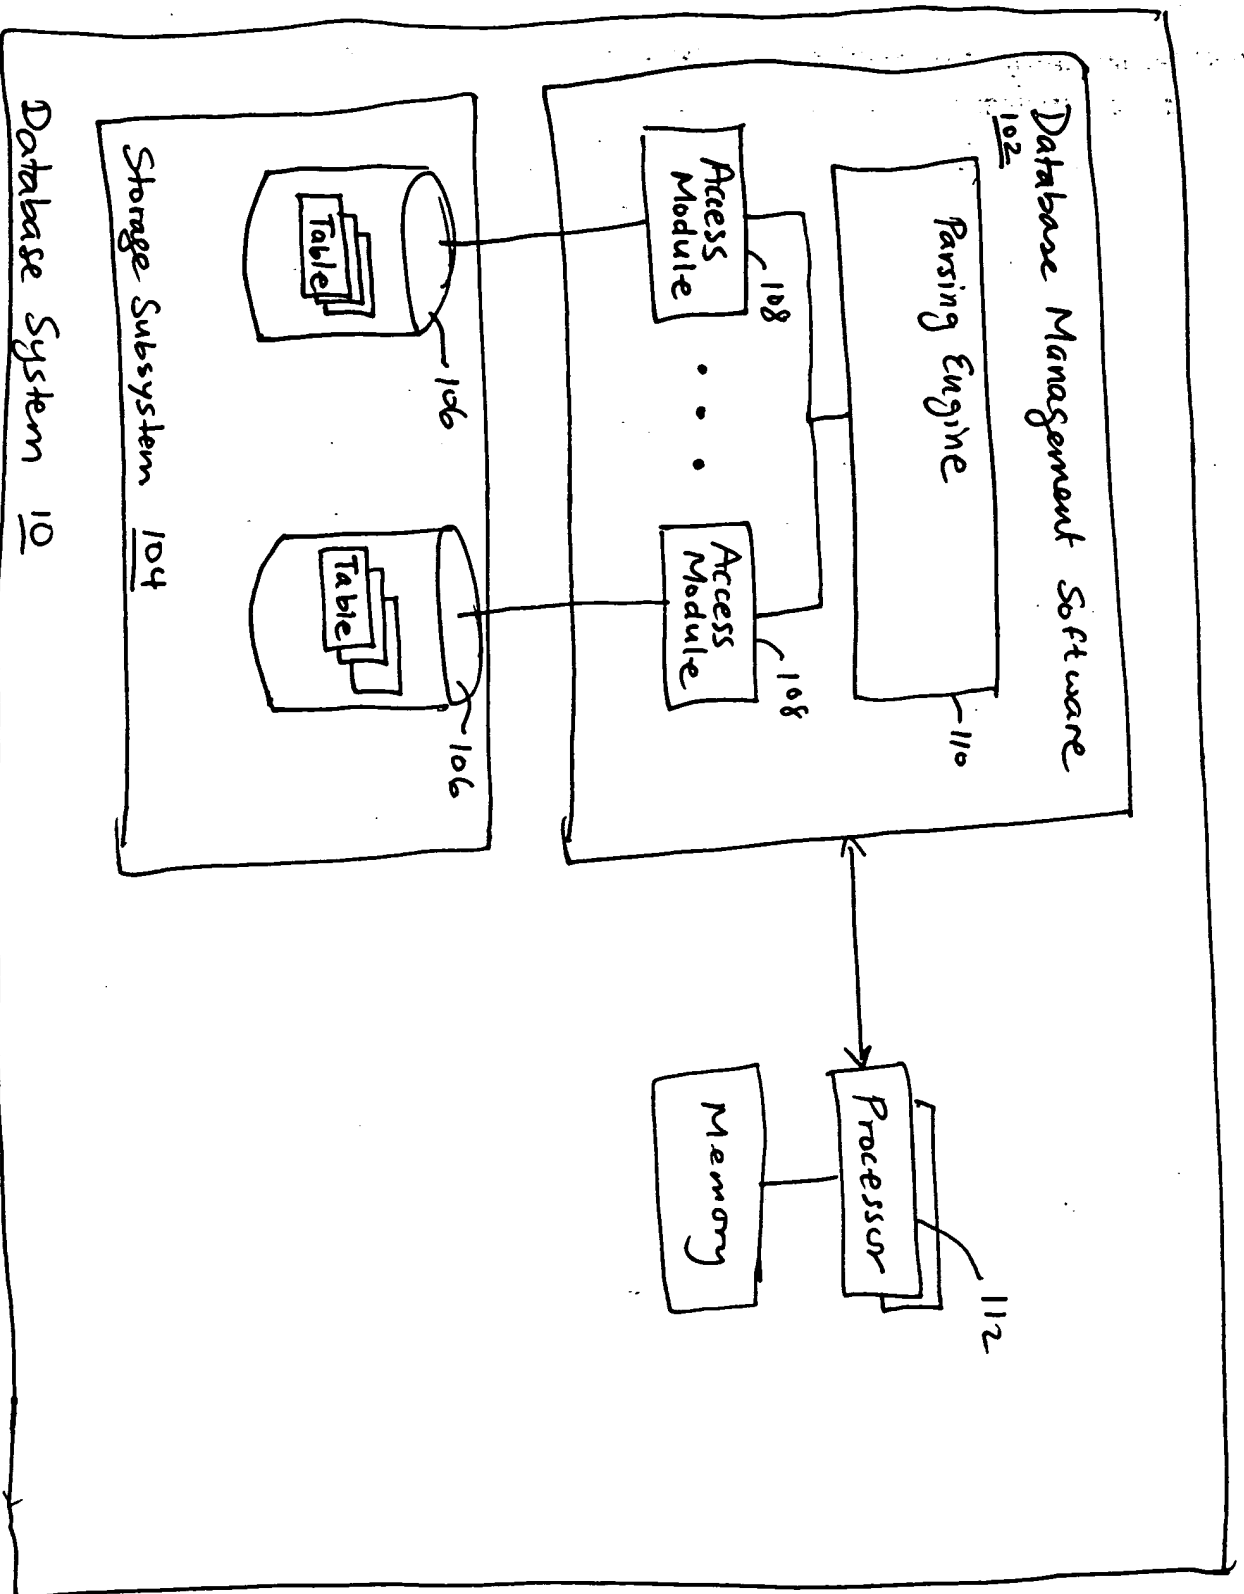 Database Management Software
102
Parsing Engine
110
Access
Module
108
Access
Module
108
Processor
112
Memory
106
Table
106
Table
Storage Subsystem 104
Database System 10